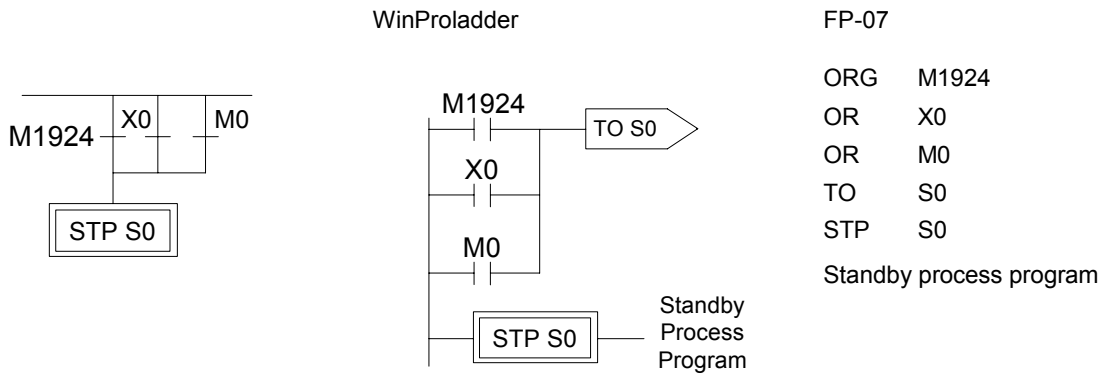 WinProladder
FP-07
M1924
X0
M0
STP S0
M1924
TO S0
X0
M0
STP S0
Standby
Process
Program
ORG M1924
OR X0
OR M0
TO S0
STP S0
Standby process program